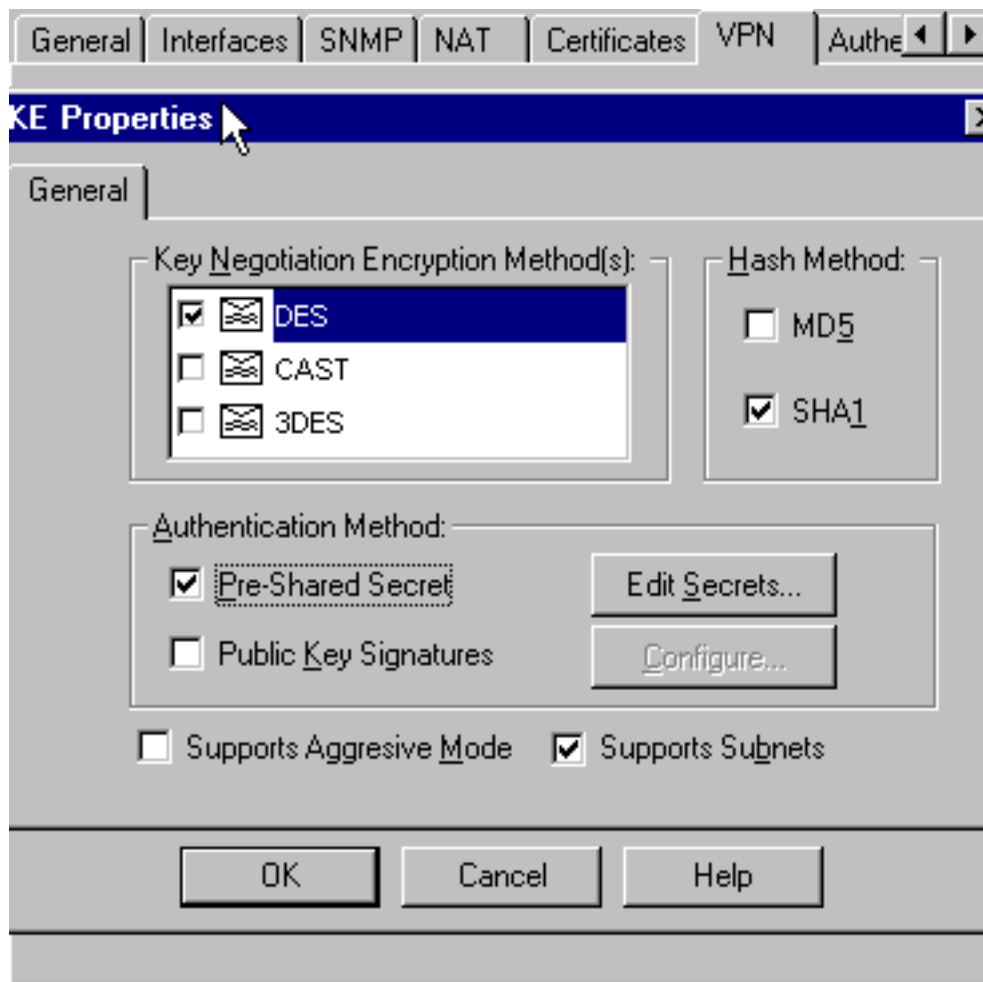 General Interfaces SNMP NAT Certificates VPN Authe
KE Properties
General
Key Negotiation Encryption Method(s):
Hash Method:
DES
MD5
CAST
SHA1
3DES
Authentication Method:
Pre-Shared Secret
Edit Secrets...
Public Key Signatures
Configure...
Supports Aggresive Mode
Supports Subnets
OK Cancel Help